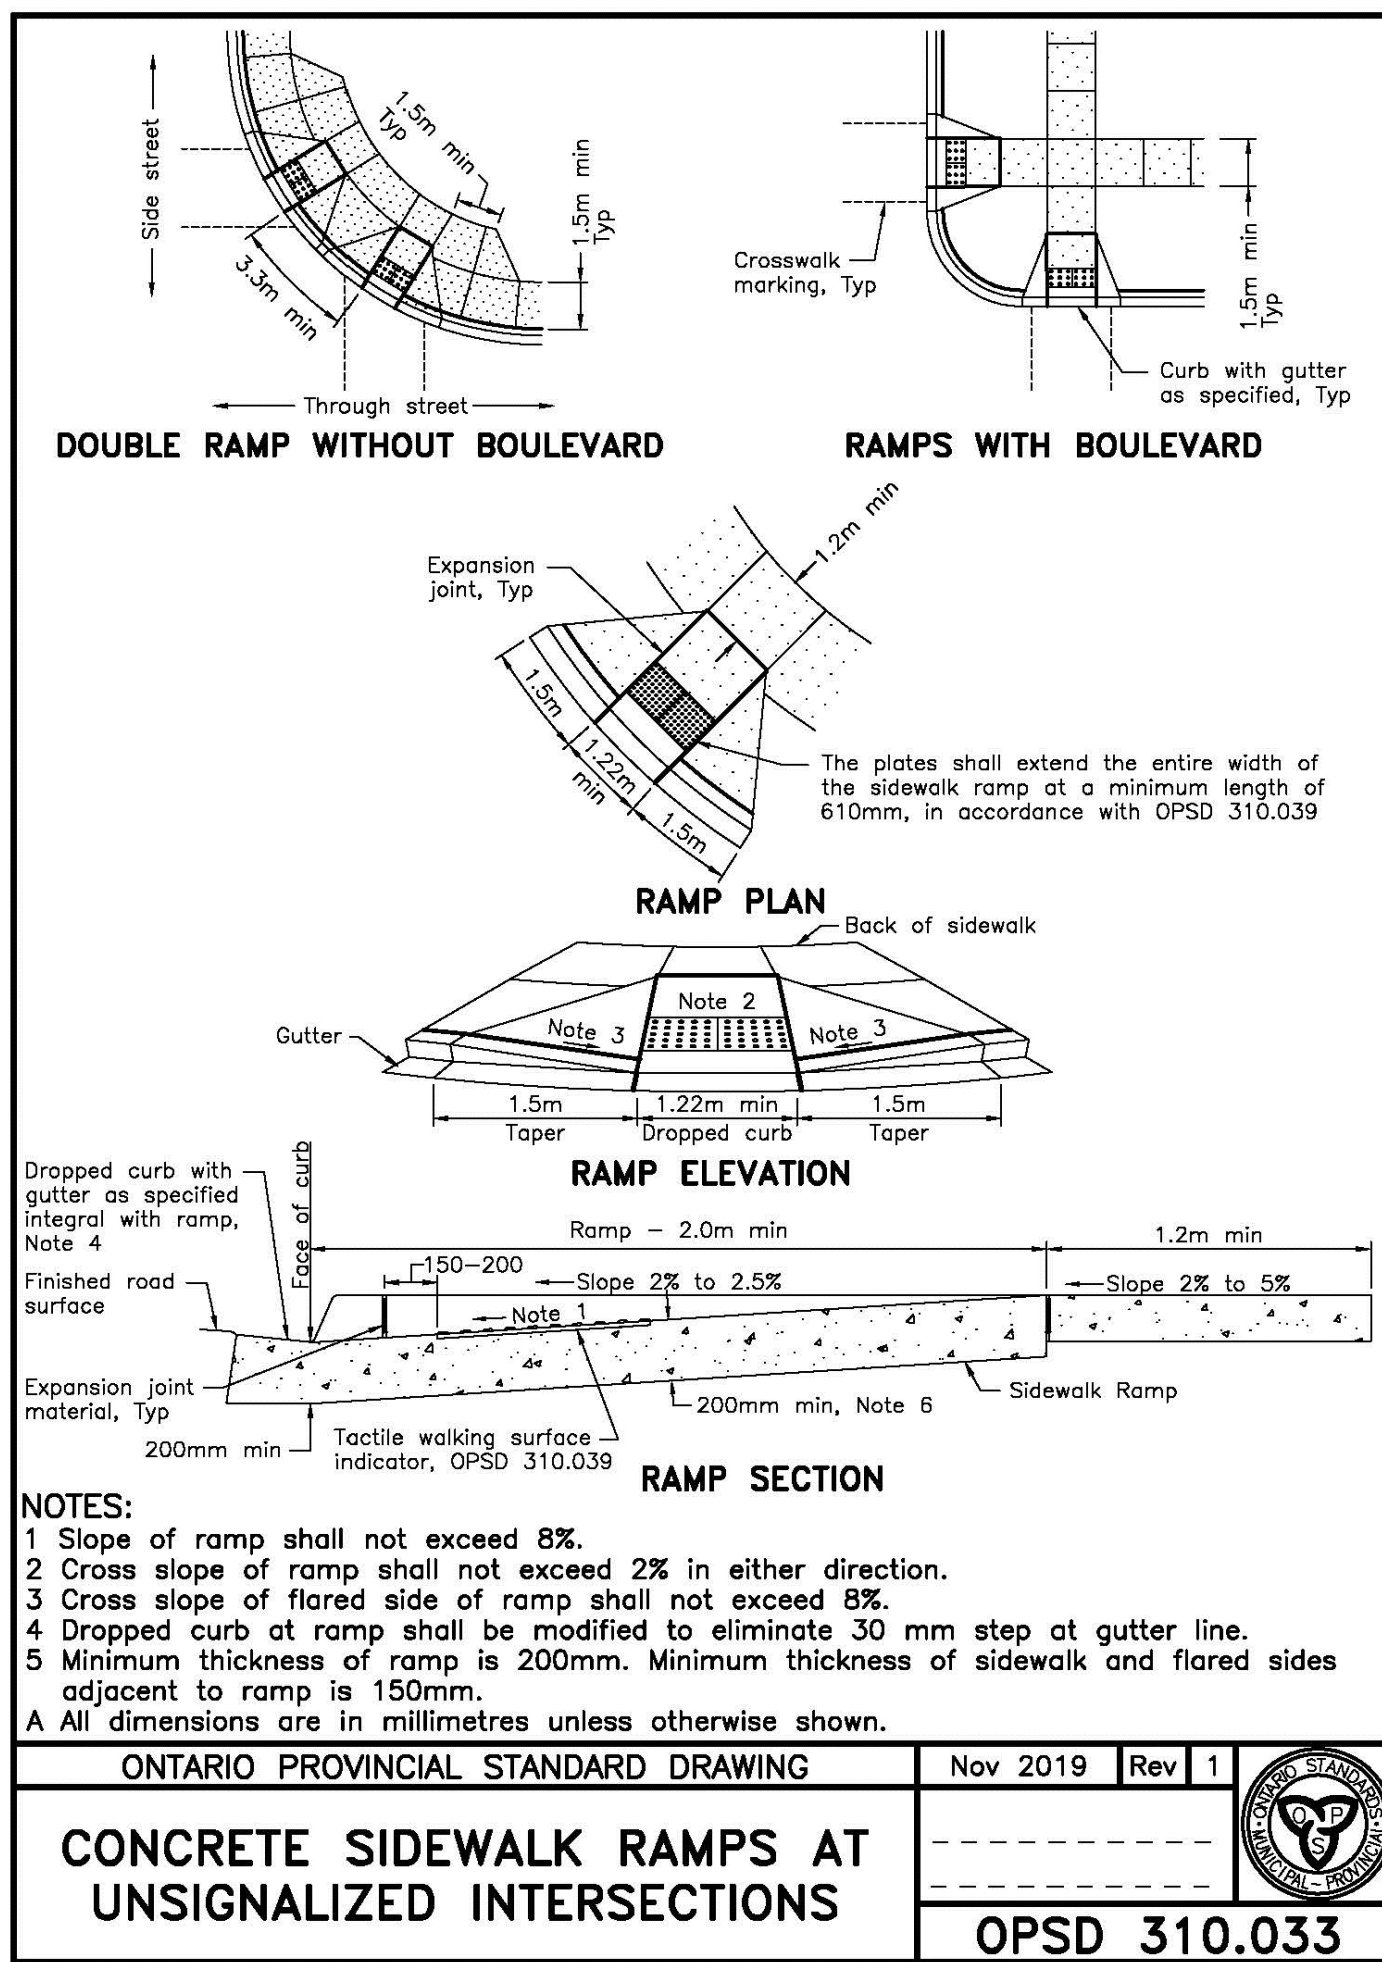 Side street
1.5m min
Typ
1.5m min
Typ
3.3m min
Through street
DOUBLE RAMP WITHOUT BOULEVARD
Crosswalk
marking, Typ
1.5m min
Typ
Curb with gutter
as specified, Typ
RAMPS WITH BOULEVARD
Expansion
joint, Typ
1.2m min
1.5m
1.22m
min
1.5m
The plates shall extend the entire width of
the sidewalk ramp at a minimum length of
610mm, in accordance with OPSD 310.039
RAMP PLAN
Back of sidewalk
Note 2
Note 3
Note 3
Gutter
1.5m
Taper
1.22m min
Dropped curb
1.5m
Taper
RAMP ELEVATION
Dropped curb with
gutter as specified
integral with ramp,
Note 4
Face of curb
Ramp – 2.0m min
1.2m min
150–200
Slope 2% to 2.5%
Slope 2% to 5%
Finished road
surface
Note 1
Expansion joint
material, Typ
200mm min
Tactile walking surface
indicator, OPSD 310.039
200mm min, Note 6
Sidewalk Ramp
RAMP SECTION
NOTES:
1 Slope of ramp shall not exceed 8%.
2 Cross slope of ramp shall not exceed 2% in either direction.
3 Cross slope of flared side of ramp shall not exceed 8%.
4 Dropped curb at ramp shall be modified to eliminate 30 mm step at gutter line.
5 Minimum thickness of ramp is 200mm. Minimum thickness of sidewalk and flared sides
adjacent to ramp is 150mm.
A All dimensions are in millimetres unless otherwise shown.
ONTARIO PROVINCIAL STANDARD DRAWING
Nov 2019
Rev
1
CONCRETE SIDEWALK RAMPS AT
UNSIGNALIZED INTERSECTIONS
ONTARIO STANDARDS
MUNICIPAL – PROVINCIAL
O P S
OPSD 310.033